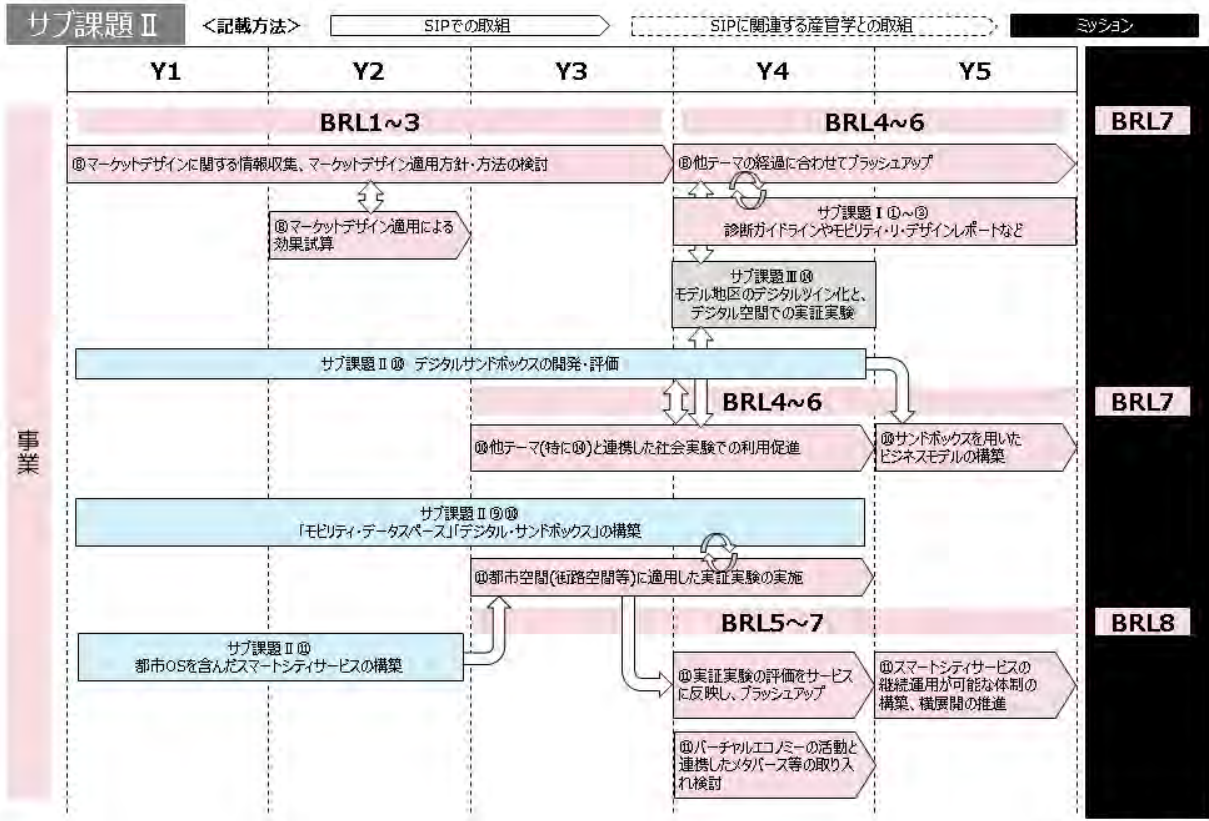 サブ課題Ⅱ
<記載方法>
SIPでの取組
SIPに関連する産官学との取組
ミッション
Y1 Y2 Y3 Y4 Y5
事業
BRL1~3
BRL4~6
BRL7
⑧マーケットデザインに関する情報収集、マーケットデザイン適用方針・方法の検討
⑧他テーマの経過に合わせてブラッシュアップ
⑧マーケットデザイン適用による
効果試算
サブ課題Ⅰ①~③
診断ガイドラインやモビリティ・リ・デザインレポートなど
サブ課題Ⅲ⑭
モデル地区のデジタルツイン化と、
デジタル空間での実証実験
サブ課題Ⅱ⑩ デジタルサンドボックスの開発・評価
BRL4~6
BRL7
⑩他テーマ(特に⑭)と連携した社会実験での利用促進
⑩サンドボックスを用いた
ビジネスモデルの構築
サブ課題Ⅱ⑨⑩
「モビリティ・データスペース」「デジタル・サンドボックス」の構築
⑪都市空間(街路空間等)に適用した実証実験の実施
BRL5~7
BRL8
サブ課題Ⅱ⑪
都市OSを含んだスマートシティサービスの構築
⑪実証実験の評価をサービス
に反映し、ブラッシュアップ
⑪スマートシティサービスの
継続運用が可能な体制の
構築、横展開の推進
⑪バーチャルエコノミーの活動と
連携したメタバース等の取り入
れ検討